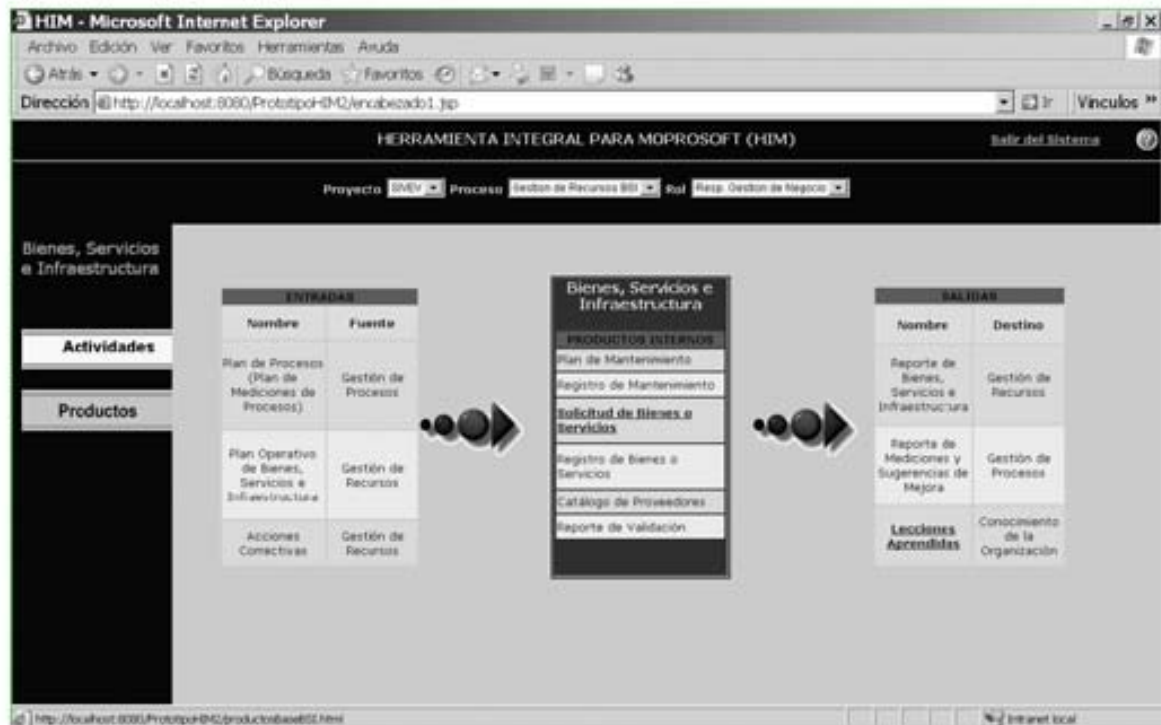 HIM - Microsoft Internet Explorer
Archivo Edición Ver Favoritos Herramientas Ayuda
Atrás Búsqueda Favoritos
Dirección http://localhost:8080/PrototipoHIM2/encabezado1.jsp Ir Vínculos »
HERRAMIENTA INTEGRAL PARA MOPROSOFT (HIM) Salir del Sistema ?
Proyecto Proceso Gestion de Recursos BSI Rol Resp. Gestion de Negocio
Bienes, Servicios
e Infraestructura
Actividades
Productos
ENTRADAS
Nombre Fuente
Plan de Procesos
(Plan de
Mediciones de
Procesos)
Gestión de
Procesos
Plan Operativo
de Bienes,
Servicios e
Infraestructura
Gestión de
Recursos
Acciones
Correctivas
Gestión de
Recursos
Bienes, Servicios e
Infraestructura
PRODUCTOS INTERNOS
Plan de Mantenimiento
Registro de Mantenimiento
Solicitud de Bienes o
Servicios
Registro de Bienes o
Servicios
Catálogo de Proveedores
Reporte de Validación
SALIDAS
Nombre Destino
Reporte de
Bienes,
Servicios e
Infraestructura
Gestión de
Recursos
Reporte de
Mediciones y
Sugerencias de
Mejora
Gestión de
Procesos
Lecciones
Aprendidas
Conocimiento
de la
Organización
http://localhost:8080/PrototipoHIM2/productosBaseBSI.html Intranet local